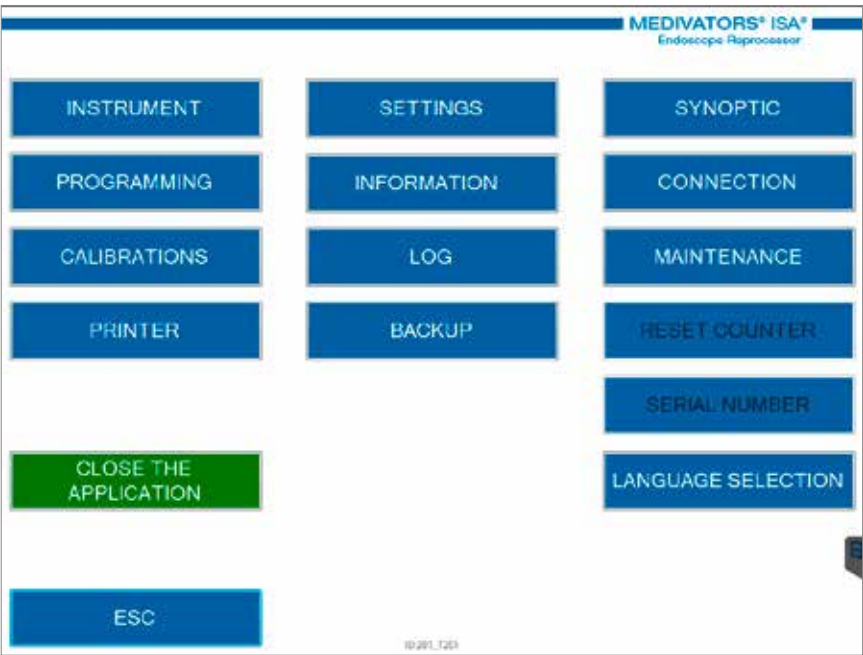 MEDIVATORS® ISA®
Endoscope Reprocessor
INSTRUMENT
SETTINGS
SYNOPTIC
PROGRAMMING
INFORMATION
CONNECTION
CALIBRATIONS
LOG
MAINTENANCE
PRINTER
BACKUP
RESET COUNTER
SERIAL NUMBER
CLOSE THE
APPLICATION
LANGUAGE SELECTION
ESC